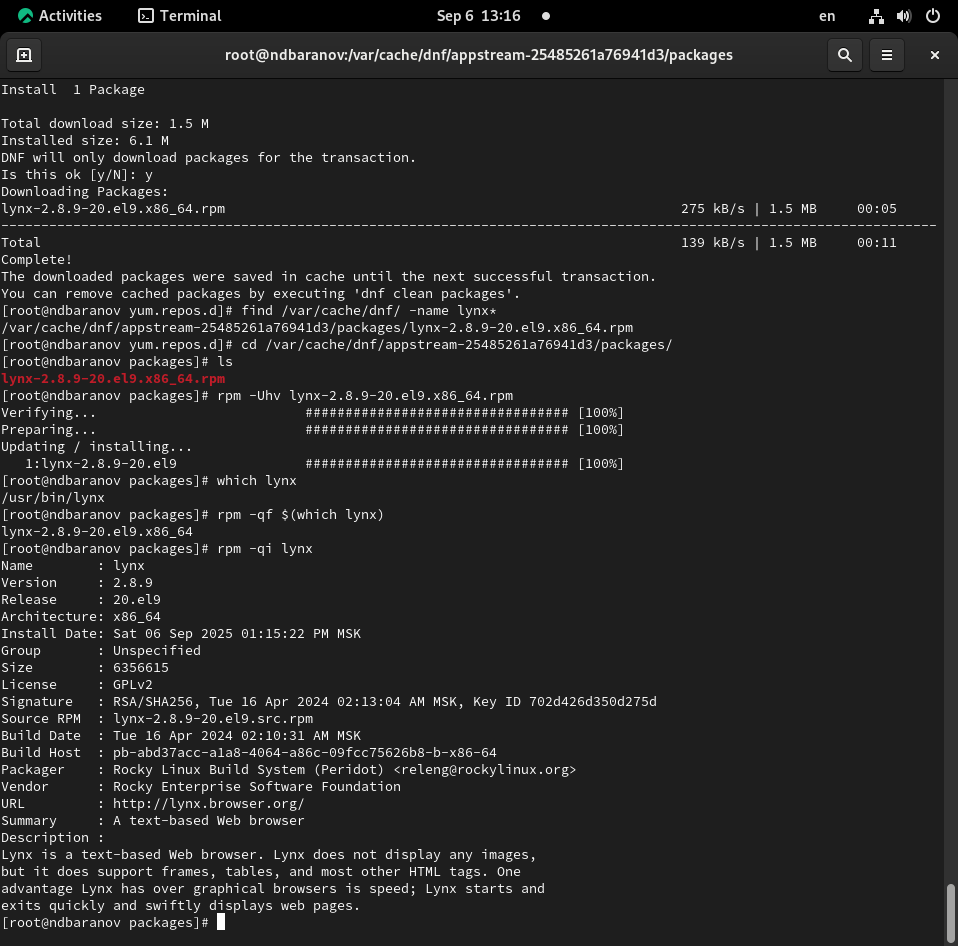 Activities Terminal Sep 6 13:16 en
root@ndbaranov:/var/cache/dnf/appstream-25485261a76941d3/packages
Install  1 Package

Total download size: 1.5 M
Installed size: 6.1 M
DNF will only download packages for the transaction.
Is this ok [y/N]: y
Downloading Packages:
lynx-2.8.9-20.el9.x86_64.rpm                                                         275 kB/s | 1.5 MB     00:05
---------------------------------------------------------------------------------------------------------------------
Total                                                                                139 kB/s | 1.5 MB     00:11
Complete!
The downloaded packages were saved in cache until the next successful transaction.
You can remove cached packages by executing 'dnf clean packages'.
[root@ndbaranov yum.repos.d]# find /var/cache/dnf/ -name lynx*
/var/cache/dnf/appstream-25485261a76941d3/packages/lynx-2.8.9-20.el9.x86_64.rpm
[root@ndbaranov yum.repos.d]# cd /var/cache/dnf/appstream-25485261a76941d3/packages/
[root@ndbaranov packages]# ls
lynx-2.8.9-20.el9.x86_64.rpm
[root@ndbaranov packages]# rpm -Uhv lynx-2.8.9-20.el9.x86_64.rpm
Verifying...                          ################################# [100%]
Preparing...                          ################################# [100%]
Updating / installing...
   1:lynx-2.8.9-20.el9                ################################# [100%]
[root@ndbaranov packages]# which lynx
/usr/bin/lynx
[root@ndbaranov packages]# rpm -qf $(which lynx)
lynx-2.8.9-20.el9.x86_64
[root@ndbaranov packages]# rpm -qi lynx
Name        : lynx
Version     : 2.8.9
Release     : 20.el9
Architecture: x86_64
Install Date: Sat 06 Sep 2025 01:15:22 PM MSK
Group       : Unspecified
Size        : 6356615
License     : GPLv2
Signature   : RSA/SHA256, Tue 16 Apr 2024 02:13:04 AM MSK, Key ID 702d426d350d275d
Source RPM  : lynx-2.8.9-20.el9.src.rpm
Build Date  : Tue 16 Apr 2024 02:10:31 AM MSK
Build Host  : pb-abd37acc-a1a8-4064-a86c-09fcc75626b8-b-x86-64
Packager    : Rocky Linux Build System (Peridot) <releng@rockylinux.org>
Vendor      : Rocky Enterprise Software Foundation
URL         : http://lynx.browser.org/
Summary     : A text-based Web browser
Description :
Lynx is a text-based Web browser. Lynx does not display any images,
but it does support frames, tables, and most other HTML tags. One
advantage Lynx has over graphical browsers is speed; Lynx starts and
exits quickly and swiftly displays web pages.
[root@ndbaranov packages]#